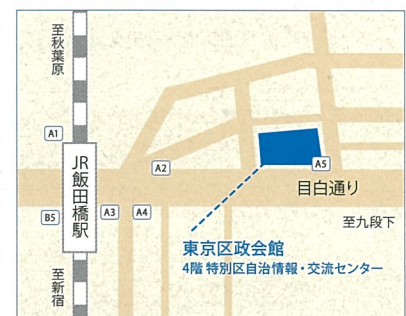 至秋葉原
A1
JR飯田橋駅
A2
A5
目白通り
B5
A3
A4
至九段下
東京区政会館
4階 特別区自治情報・交流センター
至新宿